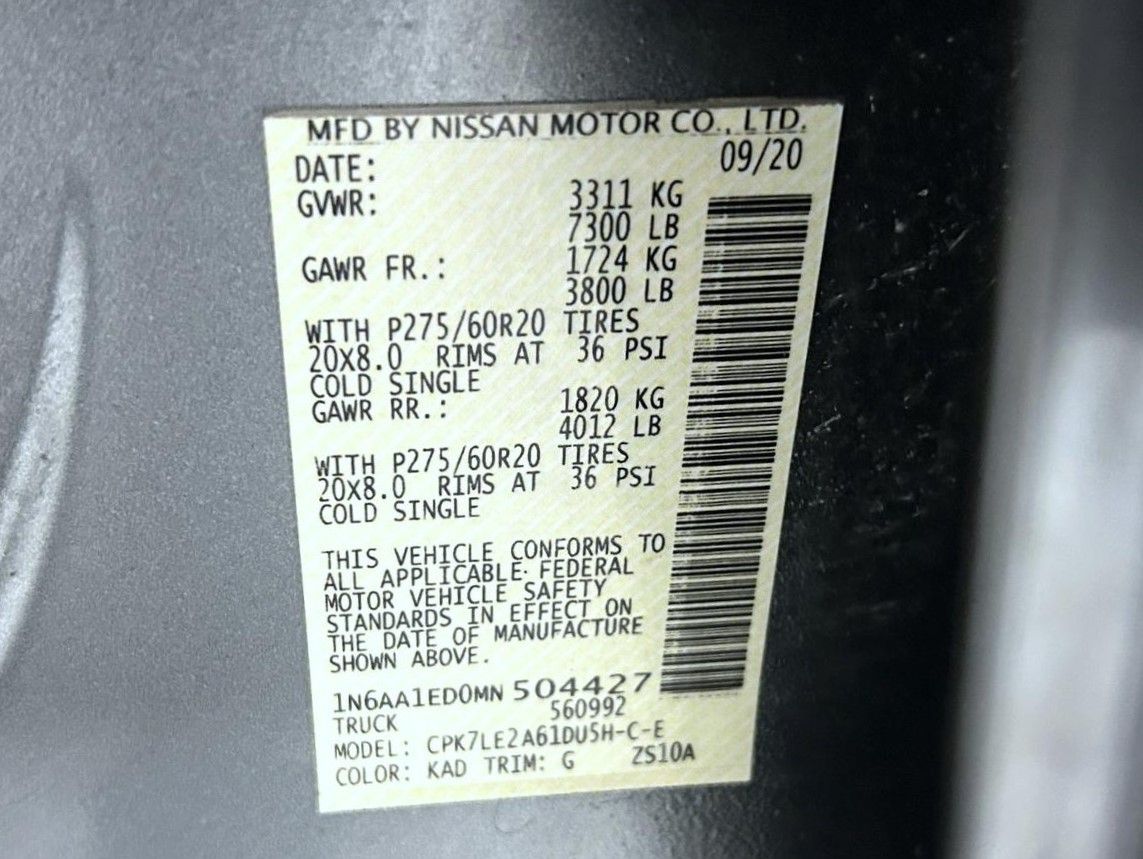 MFD BY NISSAN MOTOR CO., LTD.
DATE: 09/20
GVWR: 3311 KG
7300 LB
GAWR FR.: 1724 KG
3800 LB
WITH P275/60R20 TIRES
20X8.0 RIMS AT 36 PSI
COLD SINGLE
GAWR RR.: 1820 KG
4012 LB
WITH P275/60R20 TIRES
20X8.0 RIMS AT 36 PSI
COLD SINGLE
THIS VEHICLE CONFORMS TO
ALL APPLICABLE FEDERAL
MOTOR VEHICLE SAFETY
STANDARDS IN EFFECT ON
THE DATE OF MANUFACTURE
SHOWN ABOVE.
1N6AA1ED0MN 504427
TRUCK 560992
MODEL: CPK7LE2A61DU5H-C-E
COLOR: KAD TRIM: G ZS10A